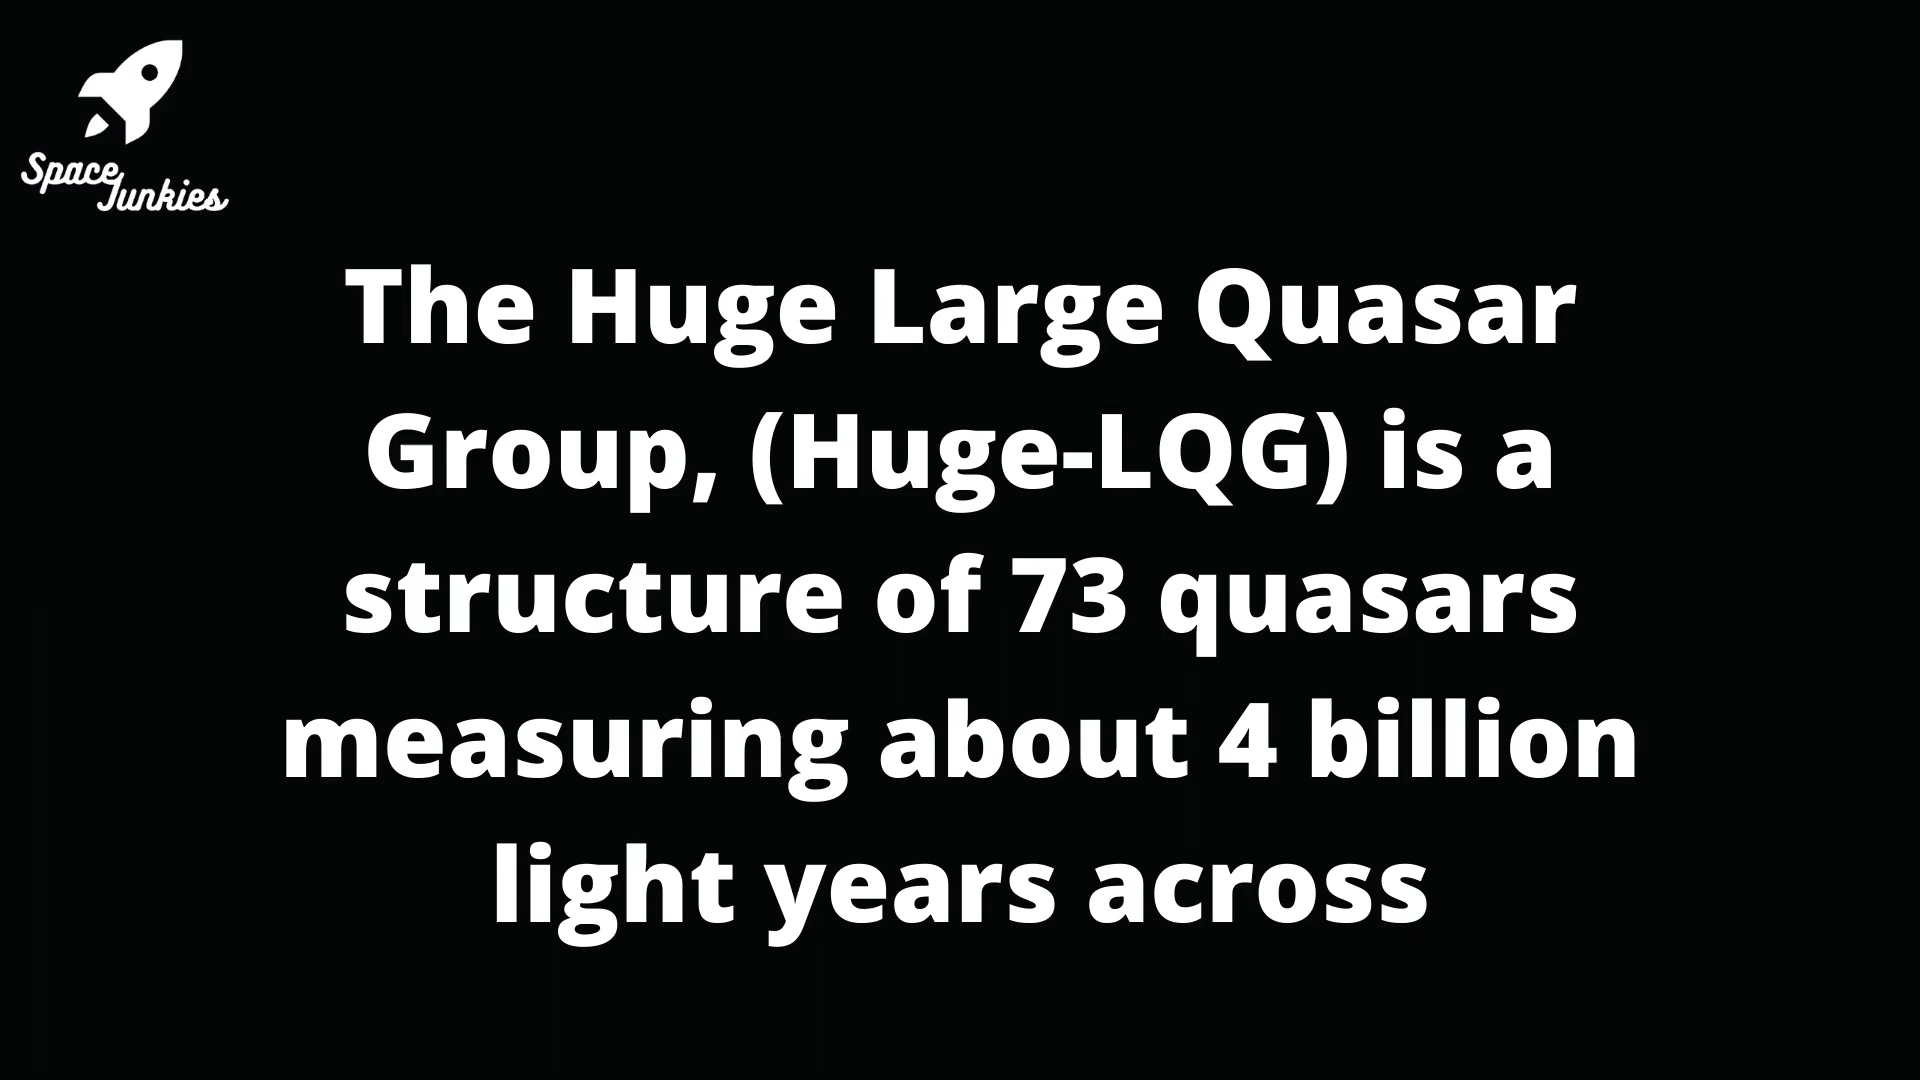 Space
Junkies
The Huge Large Quasar
Group, (Huge-LQG) is a
structure of 73 quasars
measuring about 4 billion
light years across